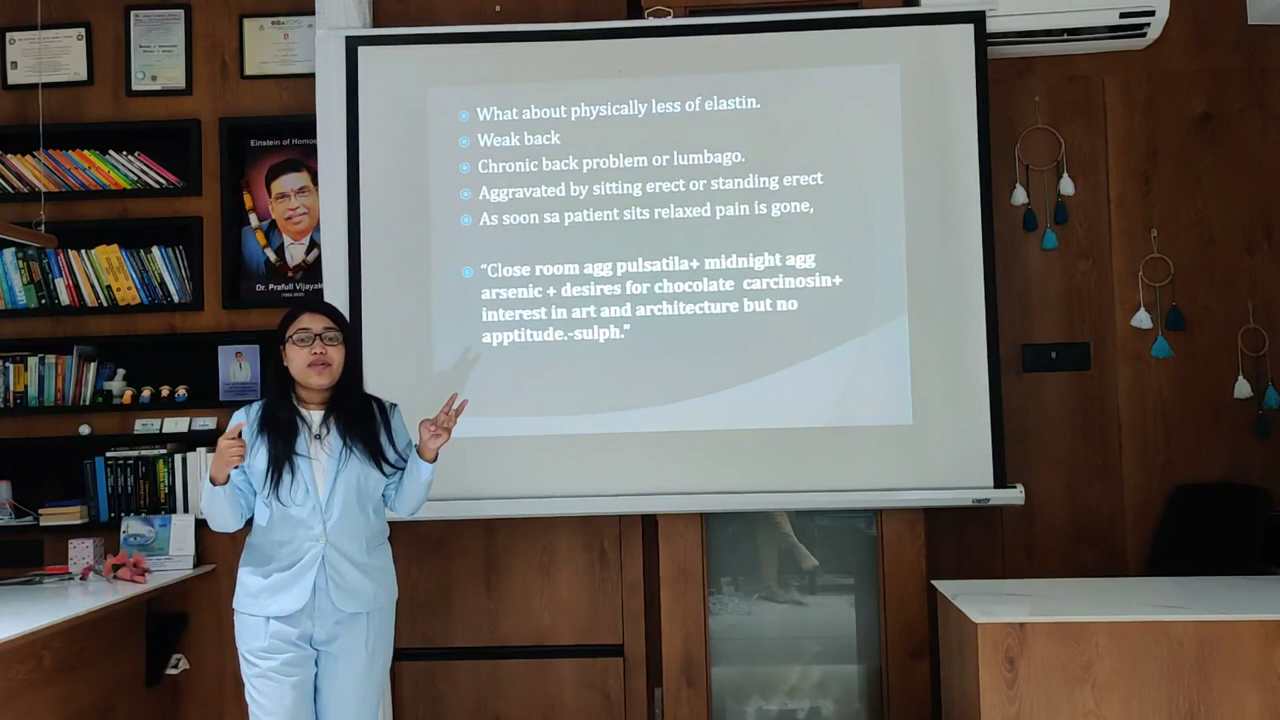 What about physically less of elastin.
Weak back
Chronic back problem or lumbago.
Aggravated by sitting erect or standing erect
As soon sa patient sits relaxed pain is gone,
“Close room agg pulsatila+ midnight agg
arsenic + desires for chocolate carcinosin+
interest in art and architecture but no
apptitude.-sulph.”
Einstein of Homoe
Dr. Prafull Vijayak